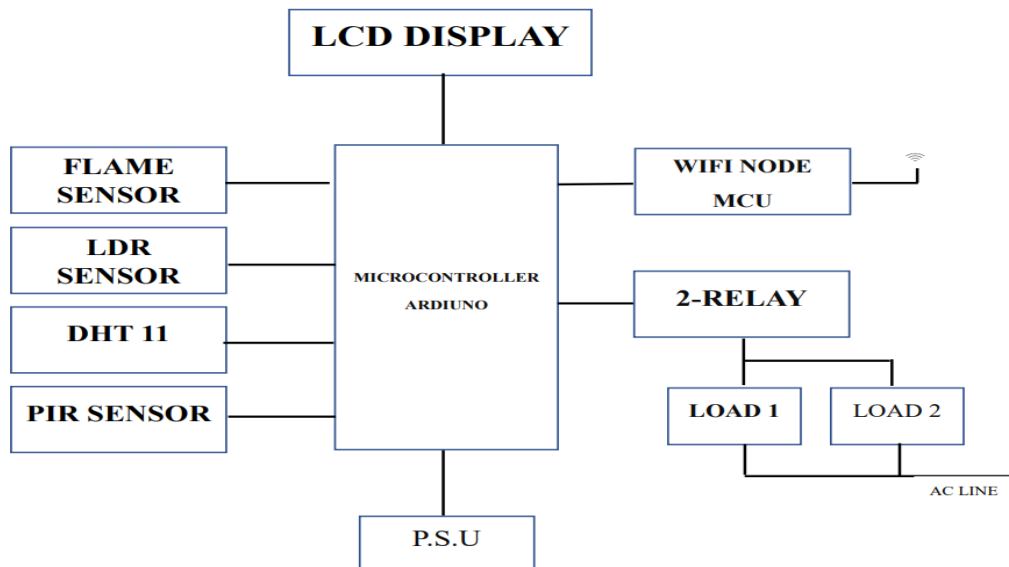 LCD DISPLAY
FLAME
SENSOR
LDR
SENSOR
DHT 11
PIR SENSOR
MICROCONTROLLER
ARDIUNO
WIFI NODE
MCU
2-RELAY
LOAD 1
LOAD 2
AC LINE
P.S.U